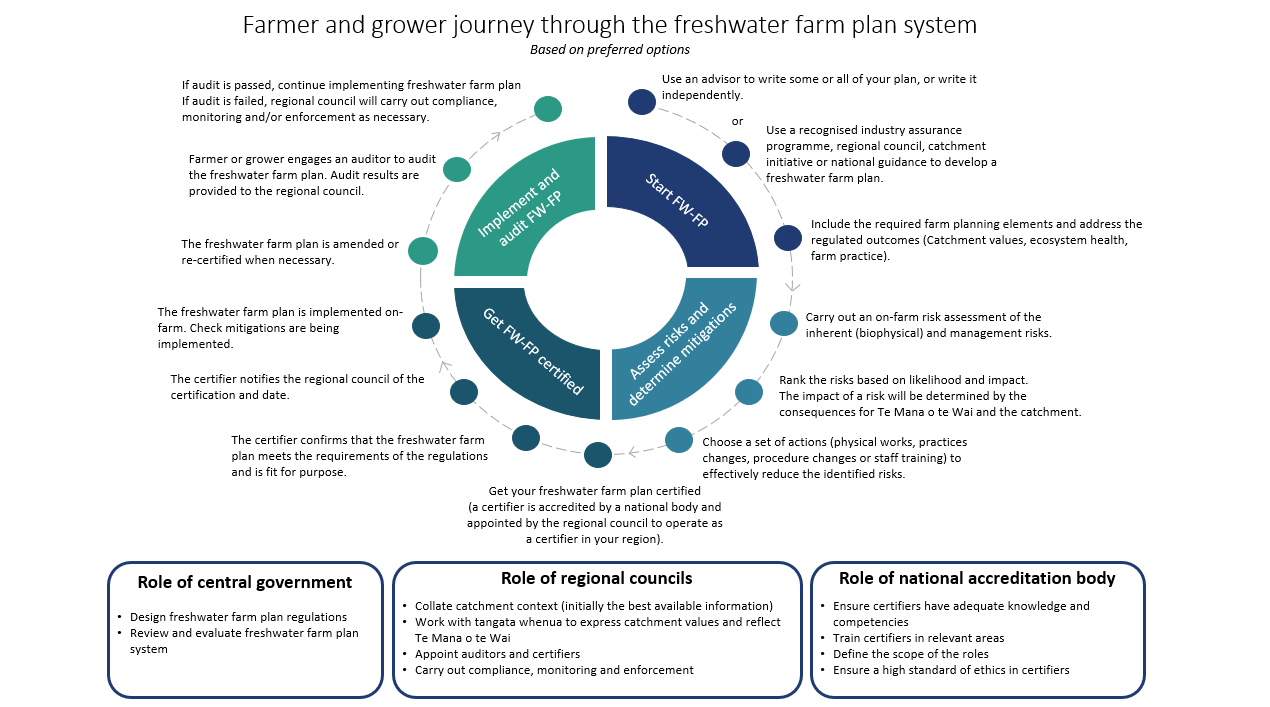 Farmer and grower journey through the freshwater farm plan system
Based on preferred options
Use an advisor to write some or all of your plan, or write it
independently.
or
Use a recognised industry assurance
programme, regional council, catchment
initiative or national guidance to develop a
freshwater farm plan.
Include the required farm planning elements and address the
regulated outcomes (Catchment values, ecosystem health,
farm practice).
Carry out an on-farm risk assessment of the
inherent (biophysical) and management risks.
Rank the risks based on likelihood and impact.
The impact of a risk will be determined by the
consequences for Te Mana o te Wai and the catchment.
Choose a set of actions (physical works, practices
changes, procedure changes or staff training) to
effectively reduce the identified risks.
Get your freshwater farm plan certified
(a certifier is accredited by a national body and
appointed by the regional council to operate as
a certifier in your region).
The certifier confirms that the freshwater farm
plan meets the requirements of the regulations
and is fit for purpose.
The certifier notifies the regional council of the
certification and date.
The freshwater farm plan is implemented on-
farm. Check mitigations are being
implemented.
The freshwater farm plan is amended or
re-certified when necessary.
Farmer or grower engages an auditor to audit
the freshwater farm plan. Audit results are
provided to the regional council.
If audit is passed, continue implementing freshwater farm plan
If audit is failed, regional council will carry out compliance,
monitoring and/or enforcement as necessary.
Start FW-FP
Assess risks and
determine mitigations
Get FW-FP certified
Implement and
audit FW-FP
Role of central government
• Design freshwater farm plan regulations
• Review and evaluate freshwater farm plan
system
Role of regional councils
• Collate catchment context (initially the best available information)
• Work with tangata whenua to express catchment values and reflect
Te Mana o te Wai
• Appoint auditors and certifiers
• Carry out compliance, monitoring and enforcement
Role of national accreditation body
• Ensure certifiers have adequate knowledge and
competencies
• Train certifiers in relevant areas
• Define the scope of the roles
• Ensure a high standard of ethics in certifiers